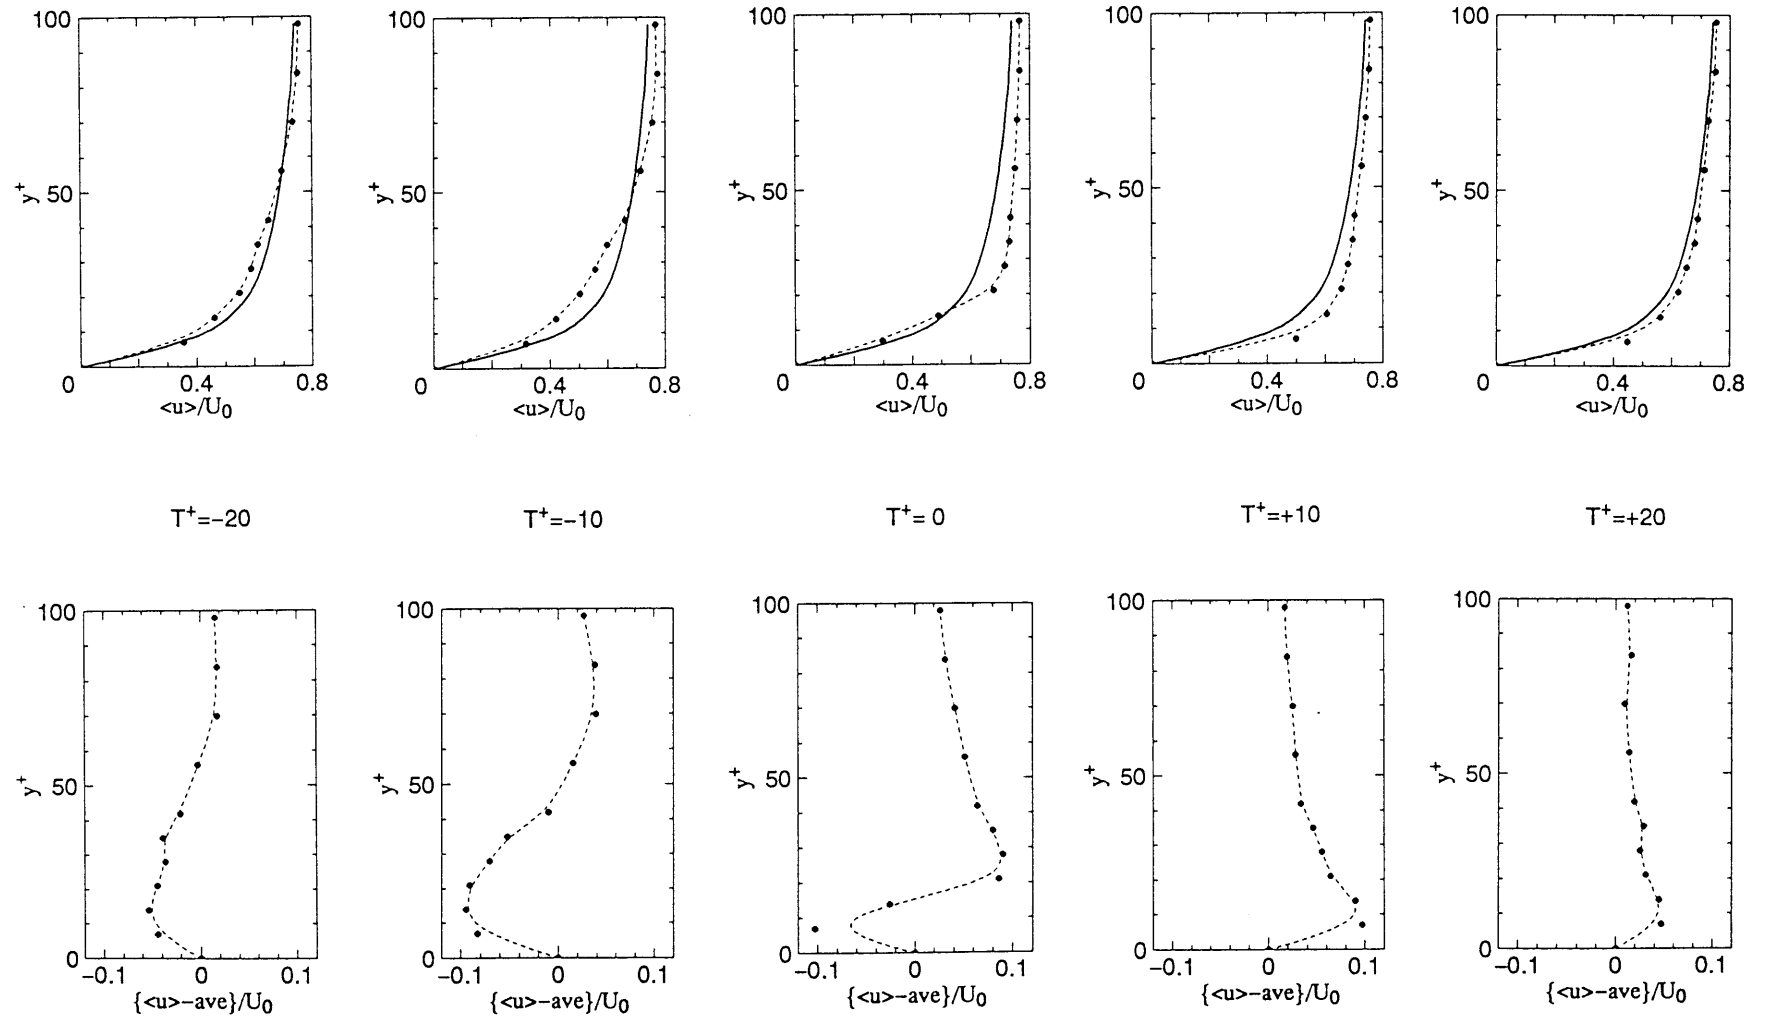 100 100 100 100 100
y+ 50 y+ 50 y+ 50 y+ 50 y+ 50
0 0.4 0.8 0 0.4 0.8 0 0.4 0.8 0 0.4 0.8 0 0.4 0.8
<u>/U0 <u>/U0 <u>/U0 <u>/U0 <u>/U0
T+=−20 T+=−10 T+= 0 T+=+10 T+=+20
100 100 100 100 100
y+ 50 y+ 50 y+ 50 y+ 50 y+ 50
0 0 0 0 0
−0.1 0 0.1 −0.1 0 0.1 −0.1 0 0.1 −0.1 0 0.1 −0.1 0 0.1
{<u>−ave}/U0 {<u>−ave}/U0 {<u>−ave}/U0 {<u>−ave}/U0 {<u>−ave}/U0